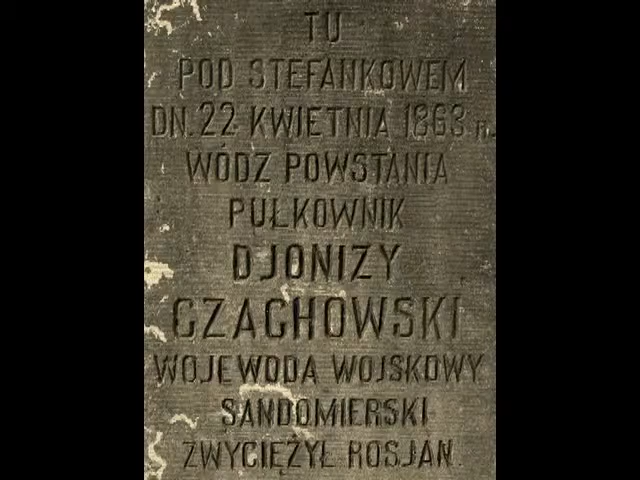 TU
POD STEFANKOWEM
DN. 22 KWIETNIA 1863 R.
WÓDZ POWSTANIA
PUŁKOWNIK
DJONIZY
CZACHOWSKI
WOJEWODA WOJSKOWY
SANDOMIERSKI
ZWYCIĘŻYŁ ROSJAN.